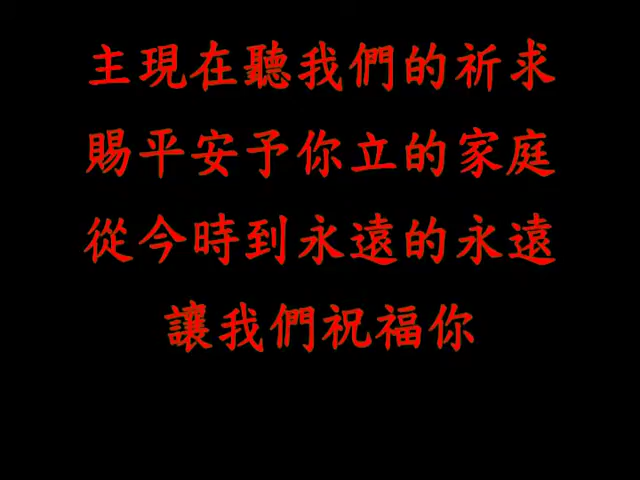 主現在聽我們的祈求
賜平安予你立的家庭
從今時到永遠的永遠
讓我們祝福你